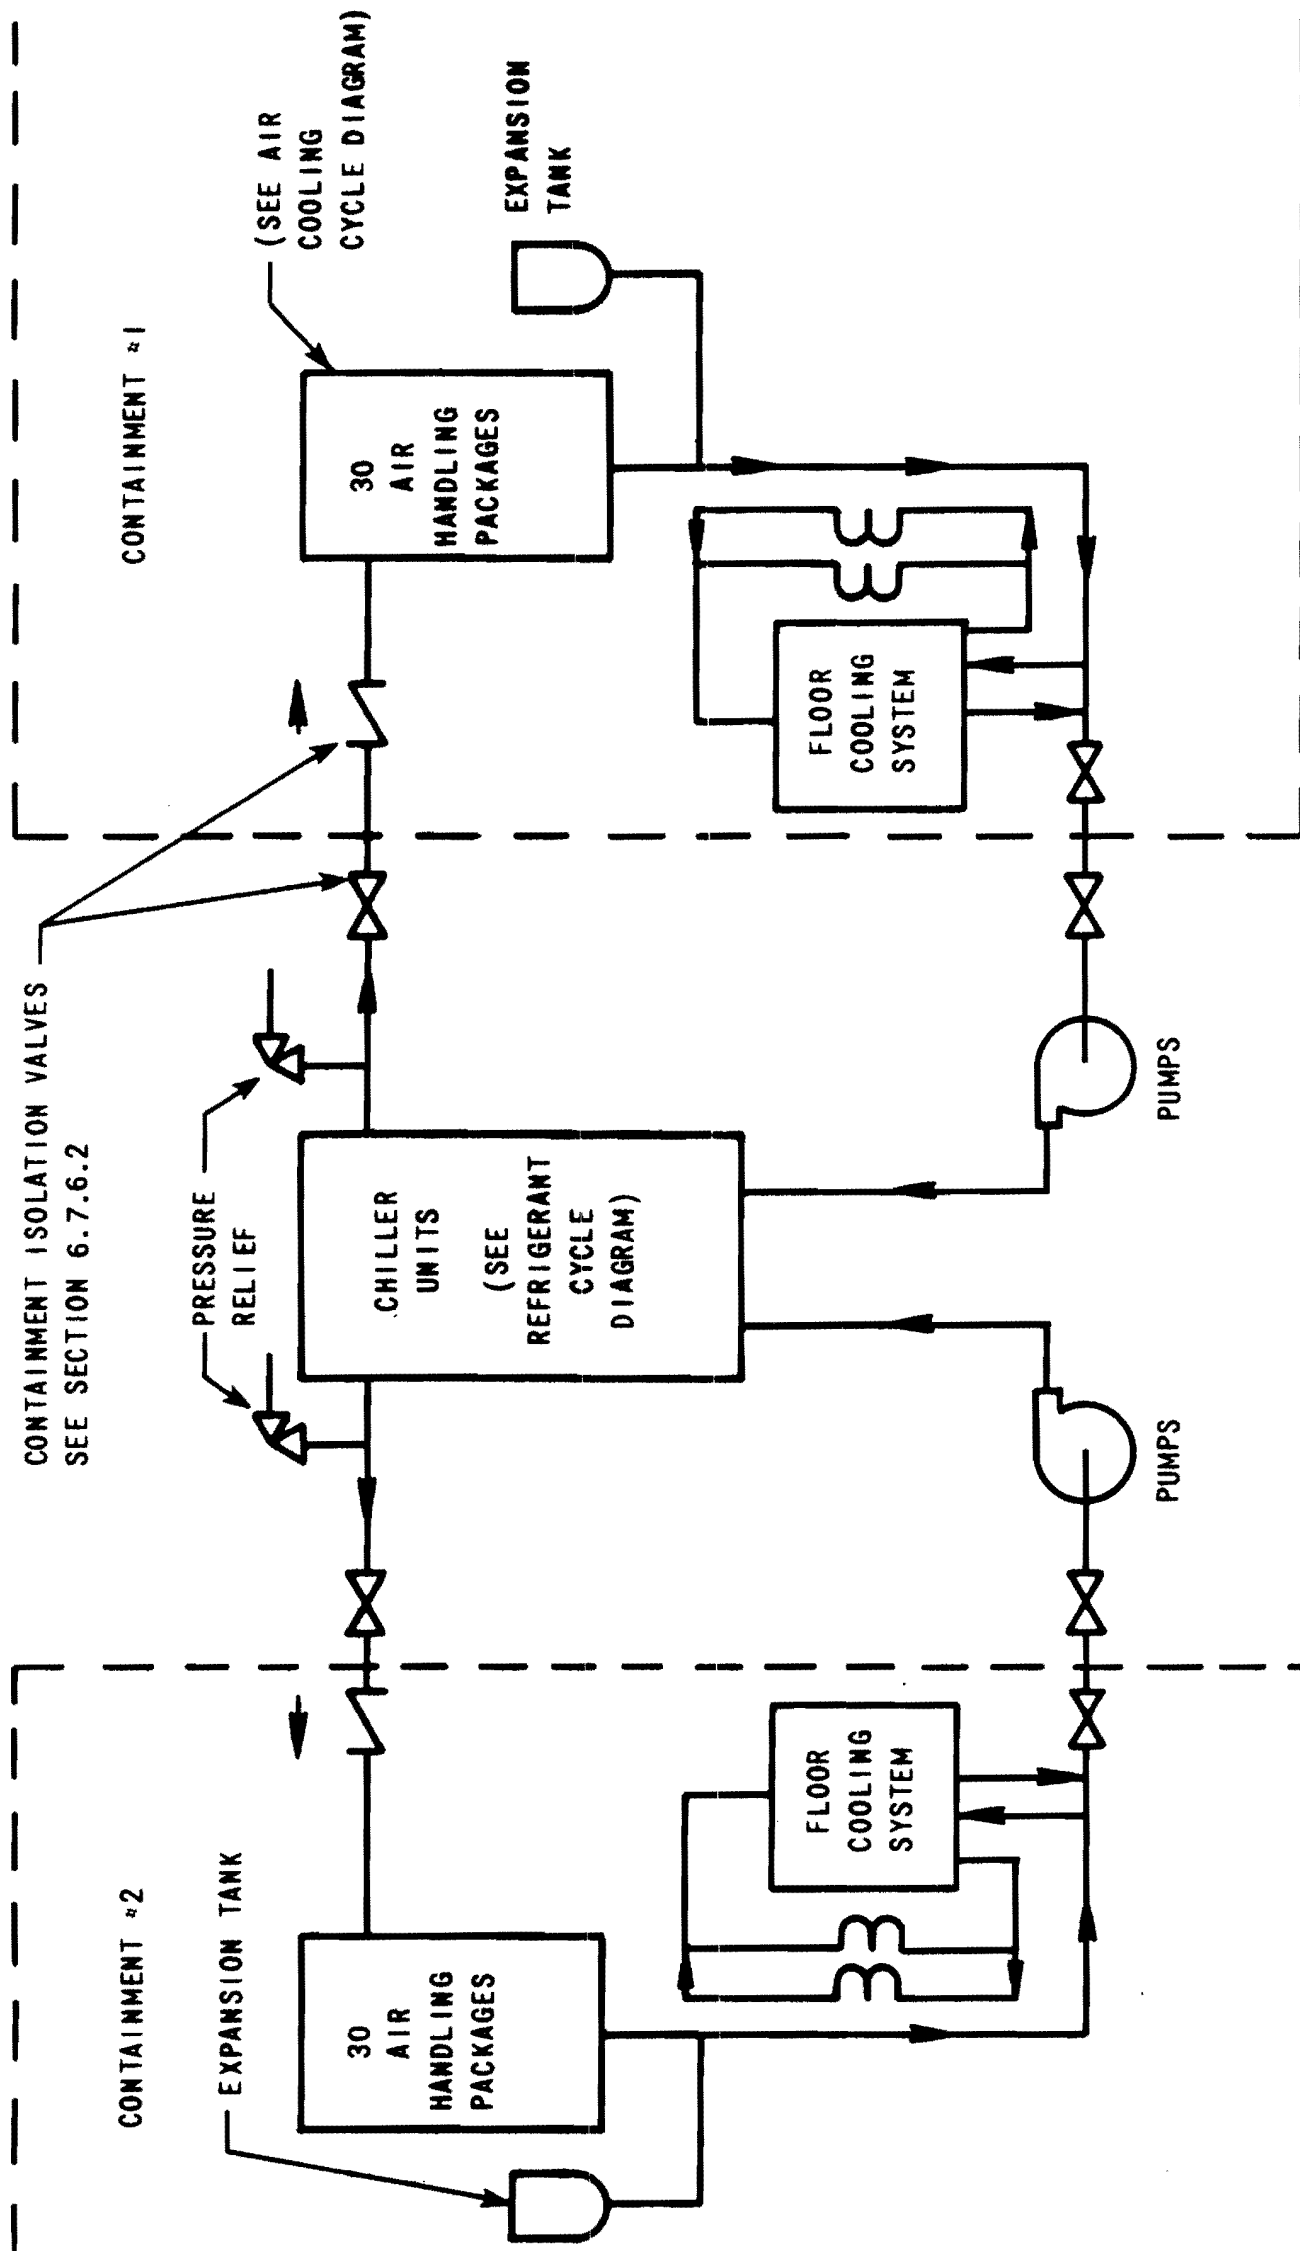 CONTAINMENT ISOLATION VALVES
SEE SECTION 6.7.6.2
CONTAINMENT #2
CONTAINMENT #1
EXPANSION TANK
PRESSURE
RELIEF
(SEE AIR
COOLING
CYCLE DIAGRAM)
30
AIR
HANDLING
PACKAGES
CHILLER
UNITS
(SEE
REFRIGERANT
CYCLE
DIAGRAM)
30
AIR
HANDLING
PACKAGES
EXPANSION
TANK
FLOOR
COOLING
SYSTEM
FLOOR
COOLING
SYSTEM
PUMPS
PUMPS